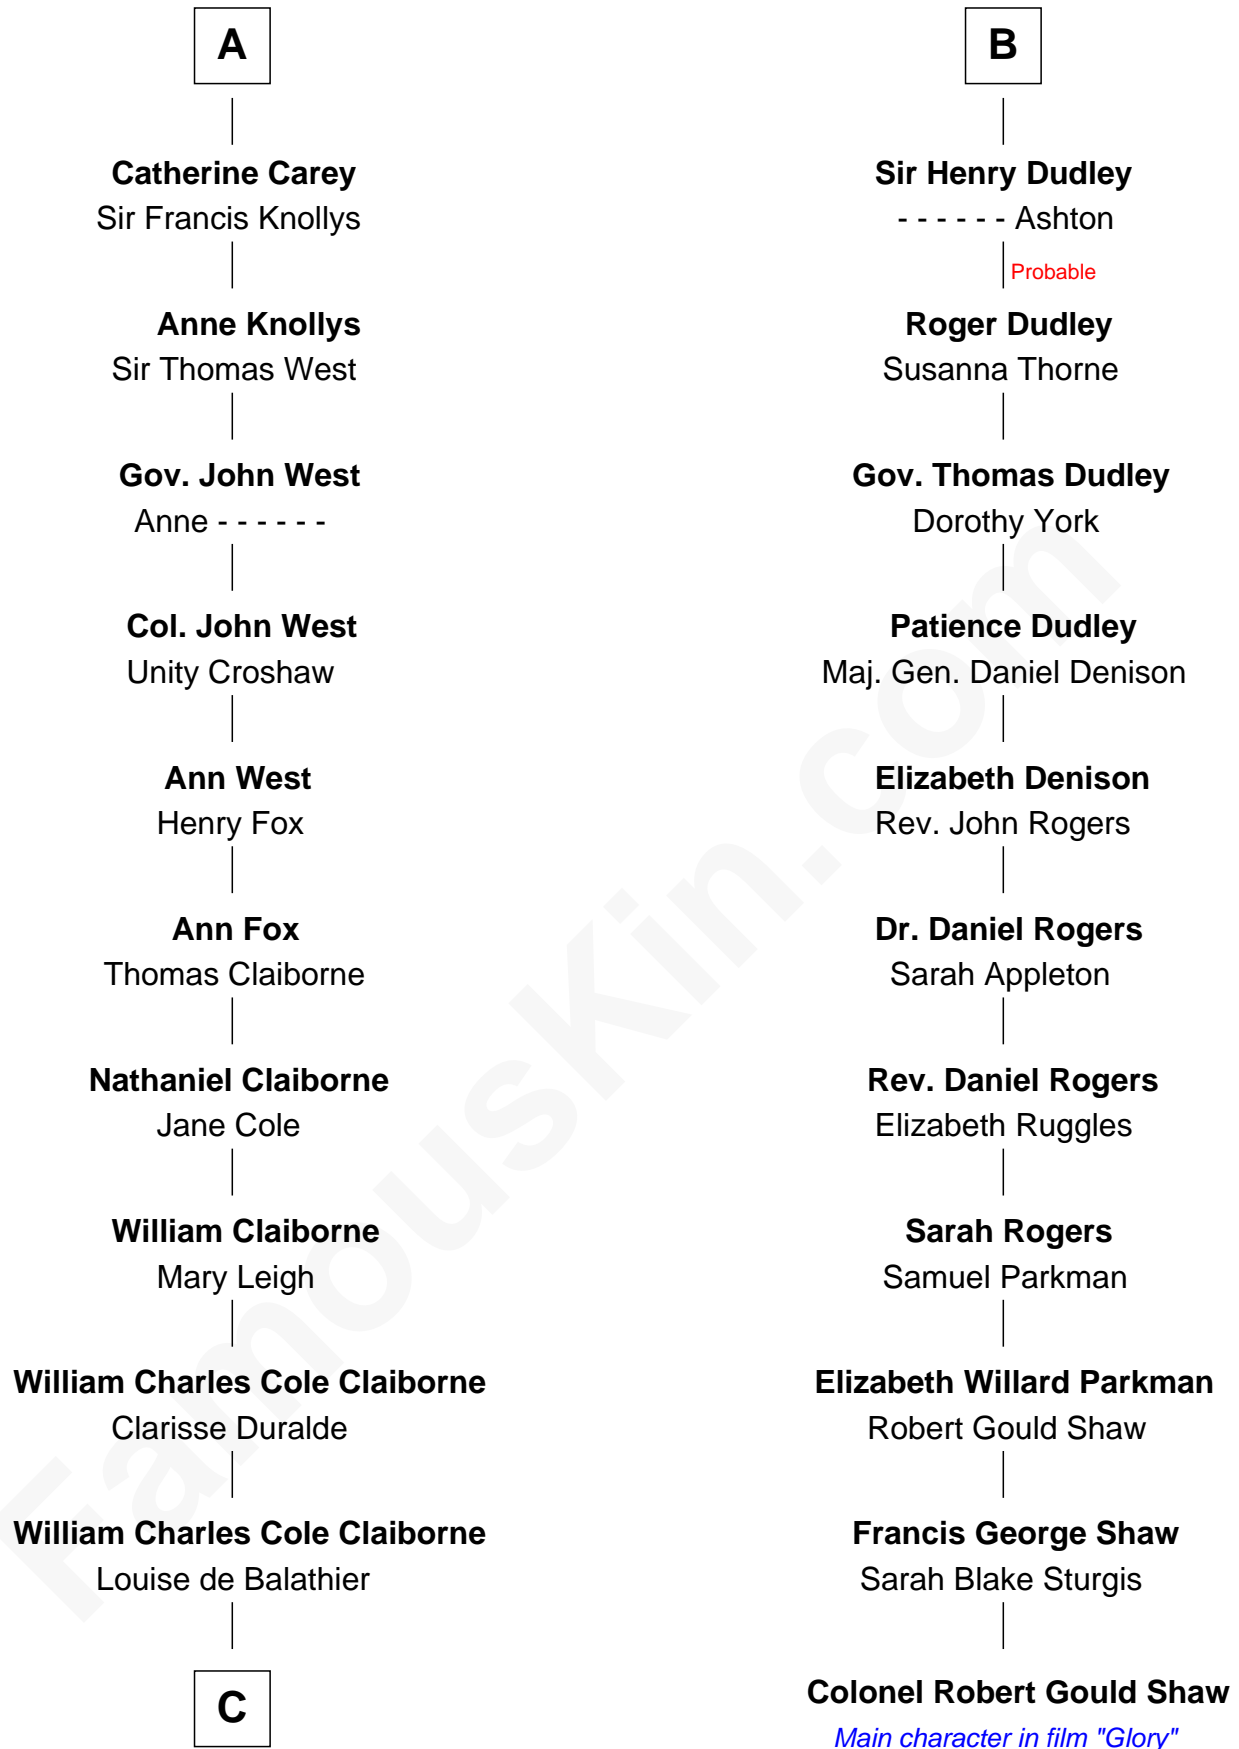 A
Catherine Carey
Sir Francis Knollys
Anne Knollys
Sir Thomas West
Gov. John West
Anne - - - - - -
Col. John West
Unity Croshaw
Ann West
Henry Fox
Ann Fox
Thomas Claiborne
Nathaniel Claiborne
Jane Cole
William Claiborne
Mary Leigh
William Charles Cole Claiborne
Clarisse Duralde
William Charles Cole Claiborne
Louise de Balathier
C
B
Sir Henry Dudley
- - - - - - Ashton
Probable
Roger Dudley
Susanna Thorne
Gov. Thomas Dudley
Dorothy York
Patience Dudley
Maj. Gen. Daniel Denison
Elizabeth Denison
Rev. John Rogers
Dr. Daniel Rogers
Sarah Appleton
Rev. Daniel Rogers
Elizabeth Ruggles
Sarah Rogers
Samuel Parkman
Elizabeth Willard Parkman
Robert Gould Shaw
Francis George Shaw
Sarah Blake Sturgis
Colonel Robert Gould Shaw
Main character in film "Glory"
FamousKin.com